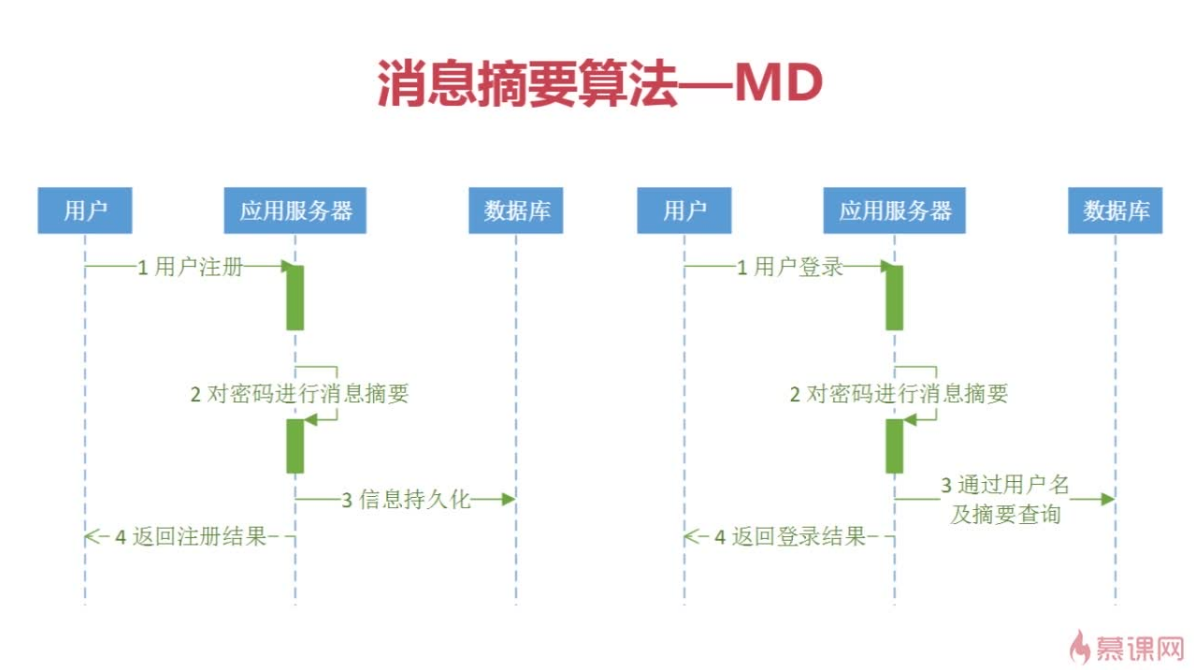 消息摘要算法—MD
用户
应用服务器
数据库
1 用户注册
2 对密码进行消息摘要
3 信息持久化
4 返回注册结果
用户
应用服务器
数据库
1 用户登录
2 对密码进行消息摘要
3 通过用户名
及摘要查询
4 返回登录结果
慕课网